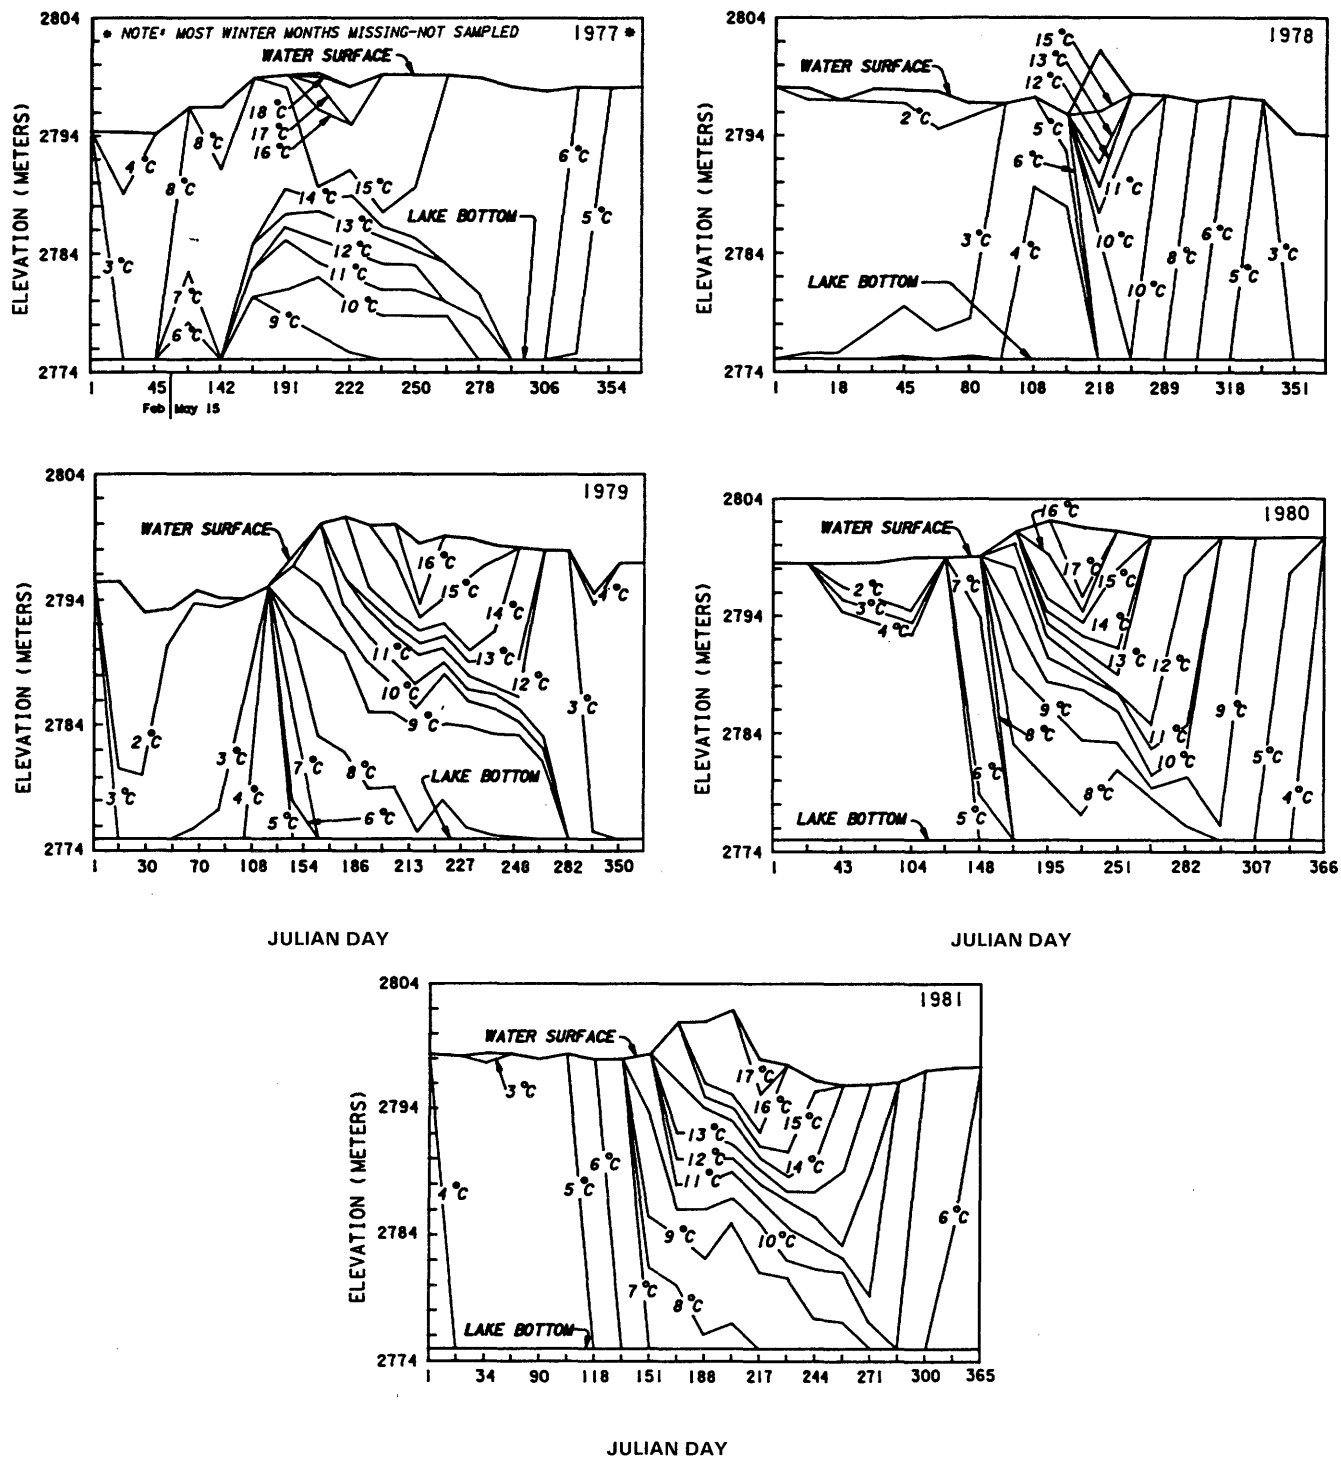 2804
* NOTE: MOST WINTER MONTHS MISSING-NOT SAMPLED
1977 *
WATER SURFACE
18 °C
17 °C
16 °C
8 °C
4 °C
8 °C
3 °C
7 °C
6 °C
14 °C
15 °C
13 °C
12 °C
11 °C
10 °C
9 °C
LAKE BOTTOM
6 °C
5 °C
ELEVATION (METERS)
2794
2784
2774
1 45 142 191 222 250 278 306 354
Feb May 15
2804
1978
15 °C
13 °C
12 °C
WATER SURFACE
2 °C
5 °C
6 °C
11 °C
3 °C
4 °C
10 °C
10 °C
8 °C
6 °C
5 °C
3 °C
LAKE BOTTOM
ELEVATION (METERS)
2794
2784
2774
1 18 45 80 108 218 289 318 351
2804
1979
WATER SURFACE
16 °C
15 °C
14 °C
13 °C
12 °C
11 °C
10 °C
9 °C
4 °C
3 °C
2 °C
3 °C
3 °C
4 °C
7 °C
8 °C
5 °C
6 °C
LAKE BOTTOM
ELEVATION (METERS)
2794
2784
2774
1 30 70 108 154 186 213 227 248 282 350
JULIAN DAY
2804
1980
16 °C
WATER SURFACE
17 °C
15 °C
2 °C
3 °C
4 °C
7 °C
14 °C
13 °C
12 °C
9 °C
8 °C
11 °C
10 °C
9 °C
6 °C
5 °C
8 °C
5 °C
4 °C
LAKE BOTTOM
ELEVATION (METERS)
2794
2784
2774
1 43 104 148 195 251 282 307 366
JULIAN DAY
2804
1981
WATER SURFACE
3 °C
17 °C
16 °C
15 °C
14 °C
13 °C
12 °C
11 °C
4 °C
5 °C
6 °C
9 °C
10 °C
7 °C
8 °C
6 °C
LAKE BOTTOM
ELEVATION (METERS)
2794
2784
2774
1 34 90 118 151 188 217 244 271 300 365
JULIAN DAY